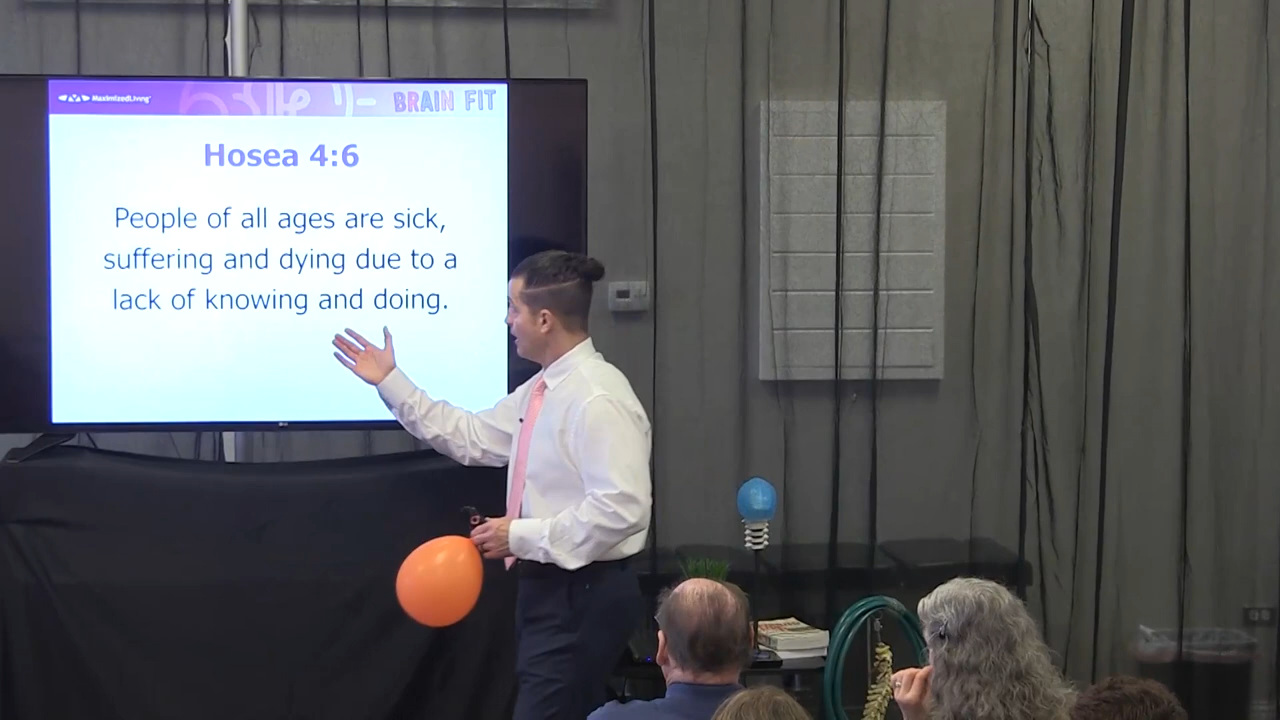 MaximizedLiving
BRAIN FIT
Hosea 4:6
People of all ages are sick,
suffering and dying due to a
lack of knowing and doing.